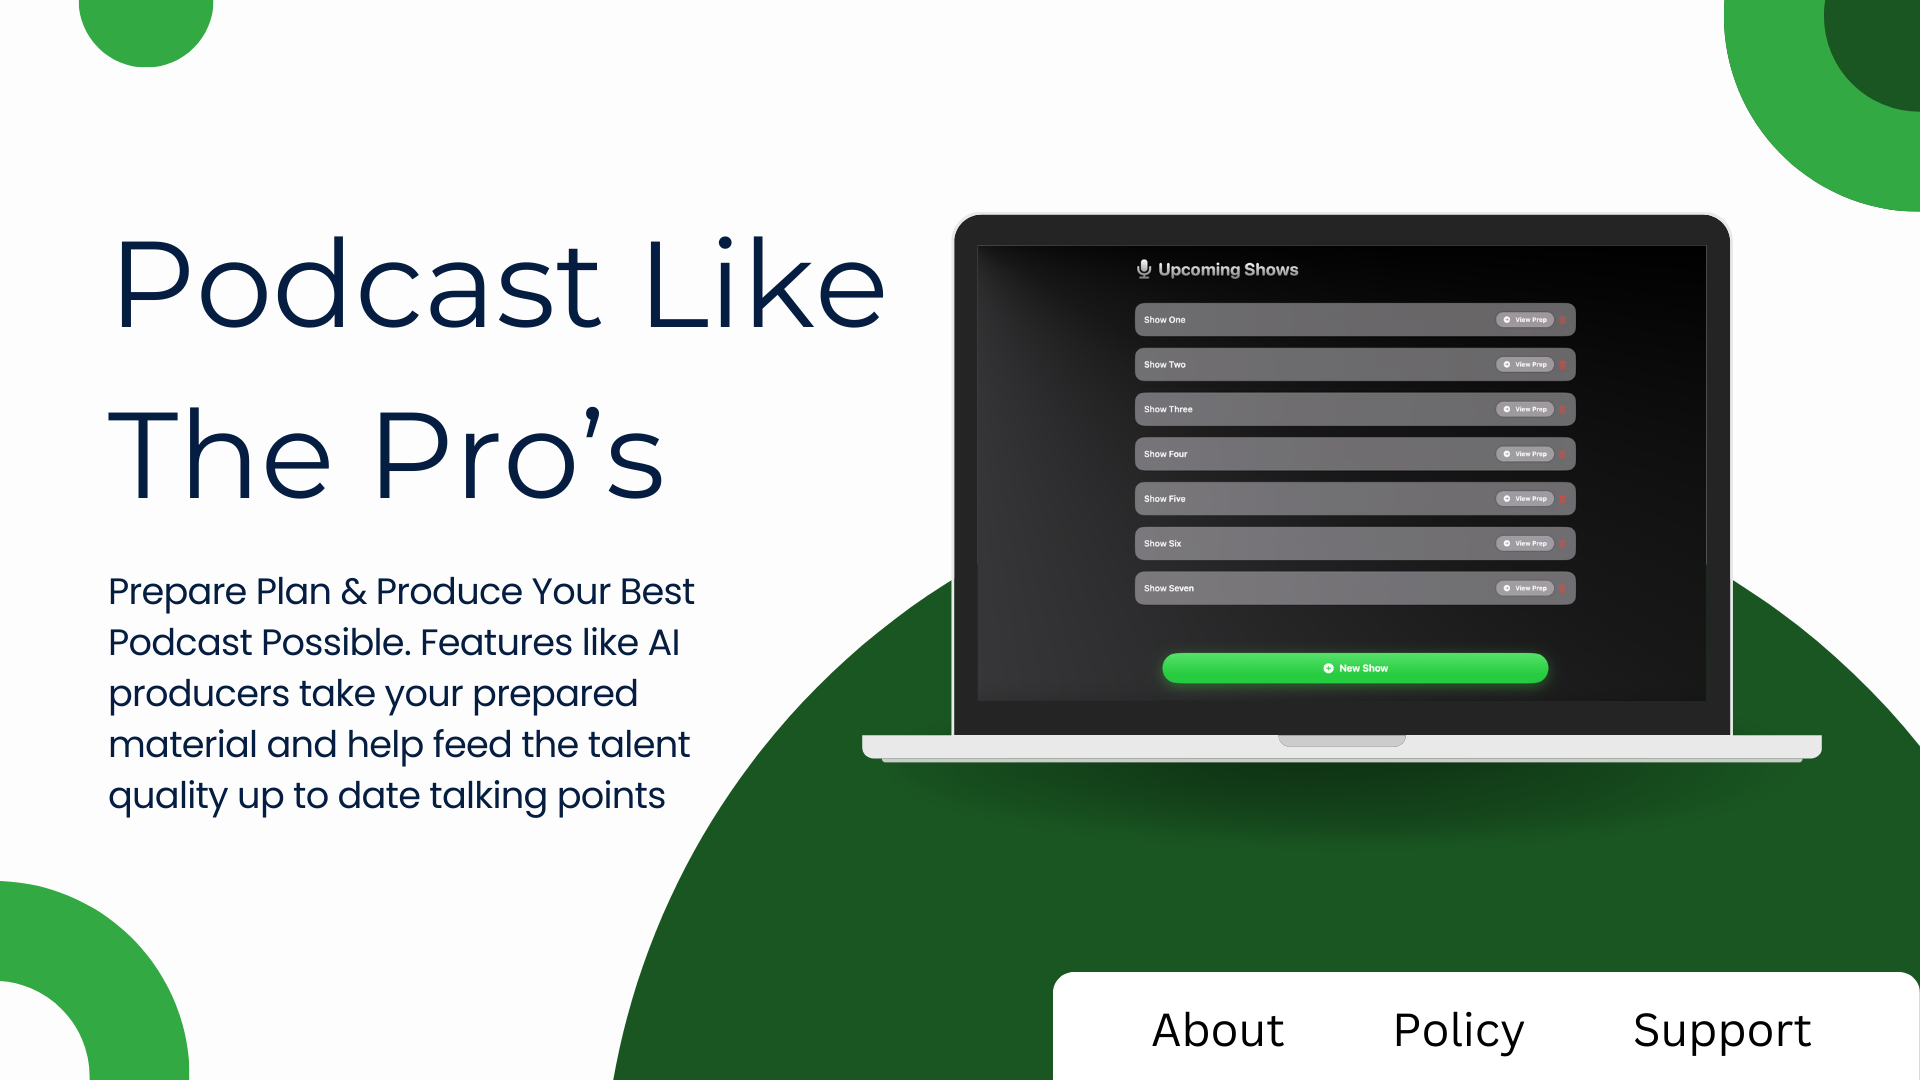 Podcast Like
The Pro’s
Prepare Plan & Produce Your Best
Podcast Possible. Features like AI
producers take your prepared
material and help feed the talent
quality up to date talking points
Upcoming Shows
Show One View Prep
Show Two View Prep
Show Three View Prep
Show Four View Prep
Show Five View Prep
Show Six View Prep
Show Seven View Prep
New Show
About Policy Support